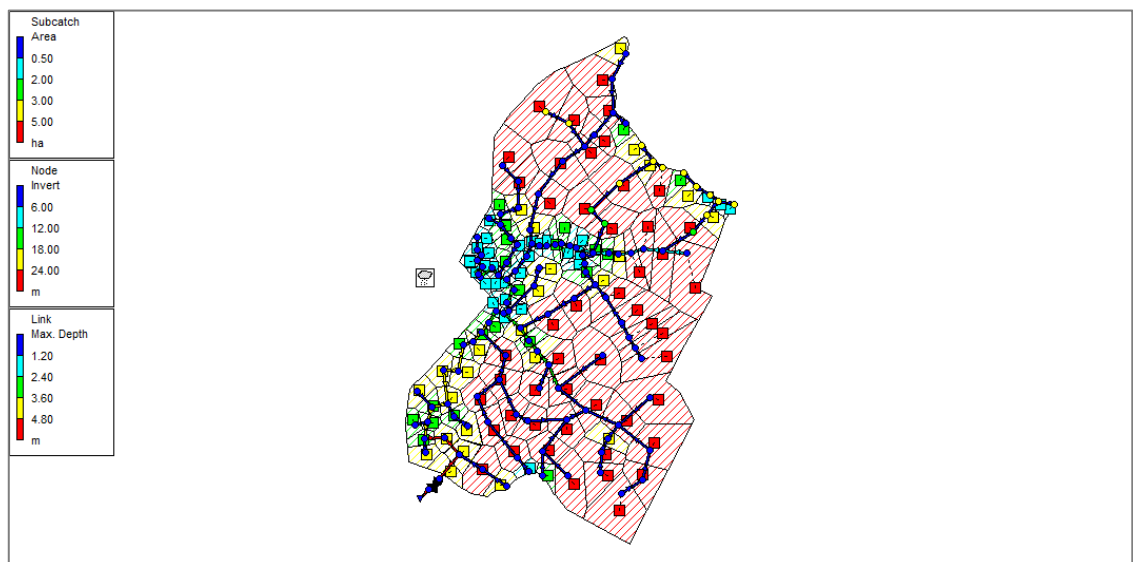 Subcatch
Area
0.50
2.00
3.00
5.00
ha
Node
Invert
6.00
12.00
18.00
24.00
m
Link
Max. Depth
1.20
2.40
3.60
4.80
m